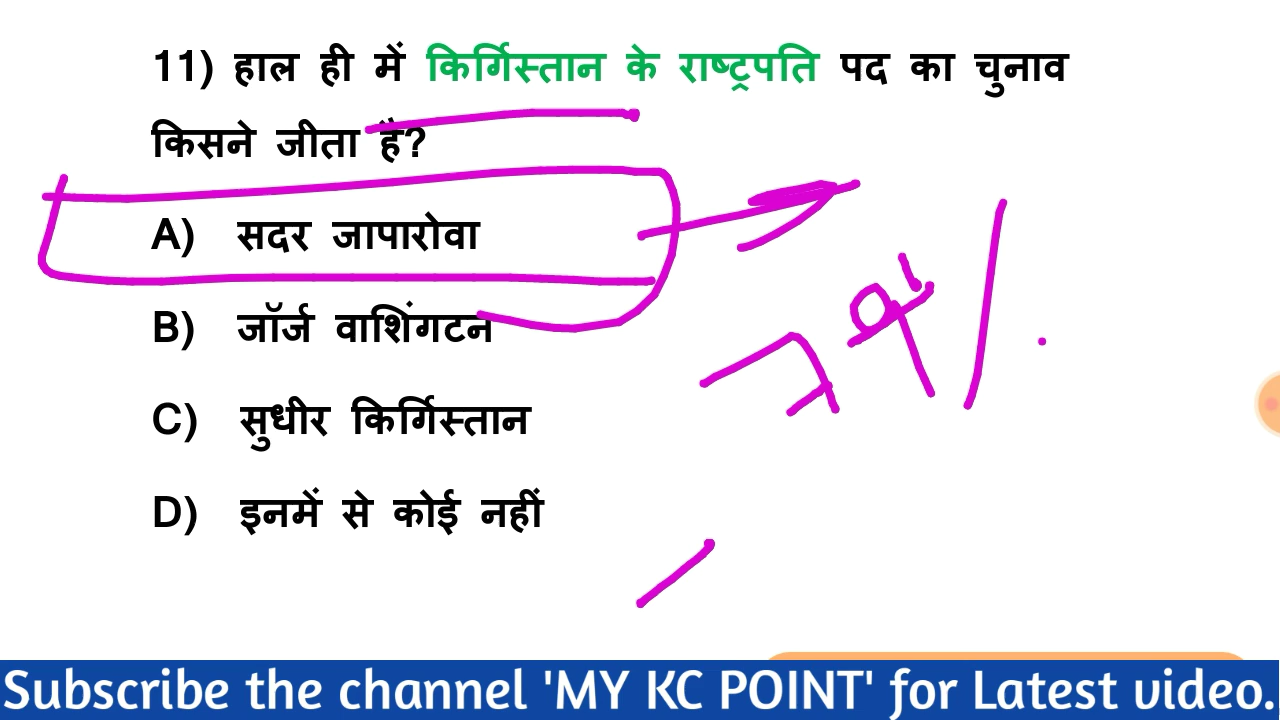 11) हाल ही में किर्गिस्तान के राष्ट्रपति पद का चुनाव
किसने जीता है?
A) सदर जापारोवा
B) जॉर्ज वाशिंगटन
C) सुधीर किर्गिस्तान
D) इनमें से कोई नहीं
Subscribe the channel 'MY KC POINT' for Latest video.